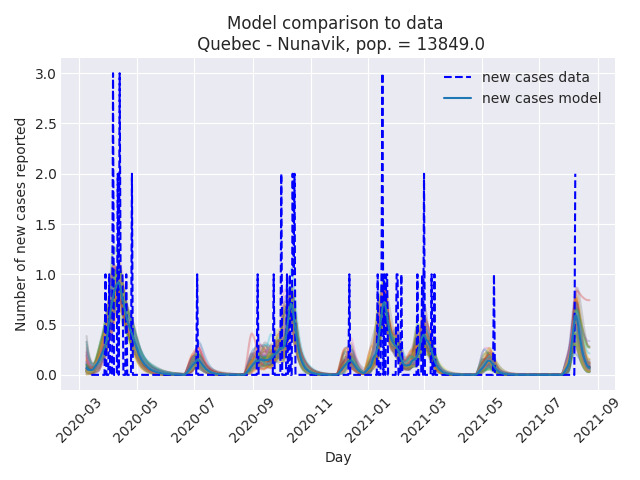 Model comparison to data
Quebec - Nunavik, pop. = 13849.0
new cases data
new cases model
Number of new cases reported
3.0
2.5
2.0
1.5
1.0
0.5
0.0
2020-03
2020-05
2020-07
2020-09
2020-11
2021-01
2021-03
2021-05
2021-07
2021-09
Day